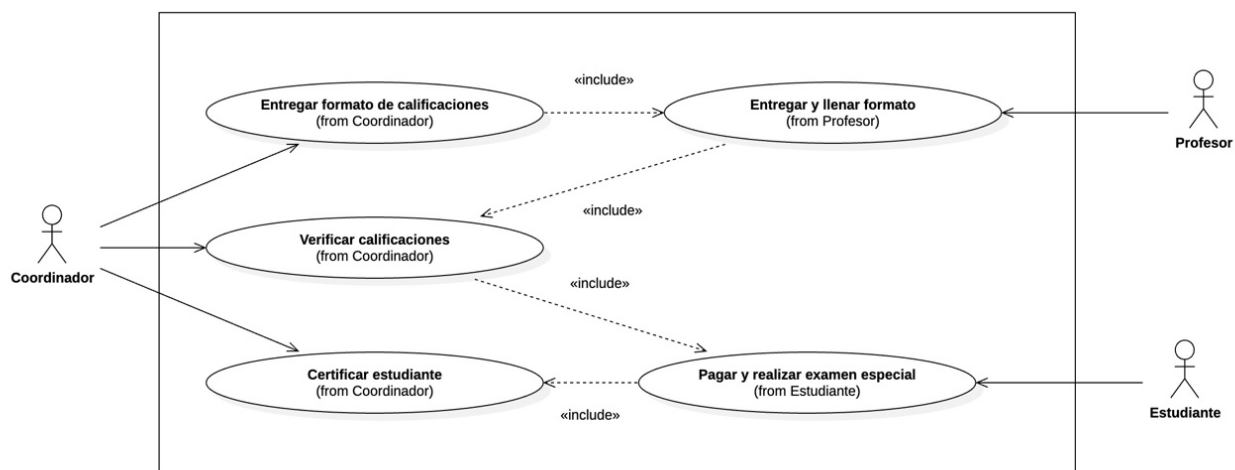 «include»
Entregar formato de calificaciones
(from Coordinador)
Entregar y llenar formato
(from Profesor)
Profesor
«include»
Verificar calificaciones
(from Coordinador)
Coordinador
«include»
Certificar estudiante
(from Coordinador)
Pagar y realizar examen especial
(from Estudiante)
«include»
Estudiante